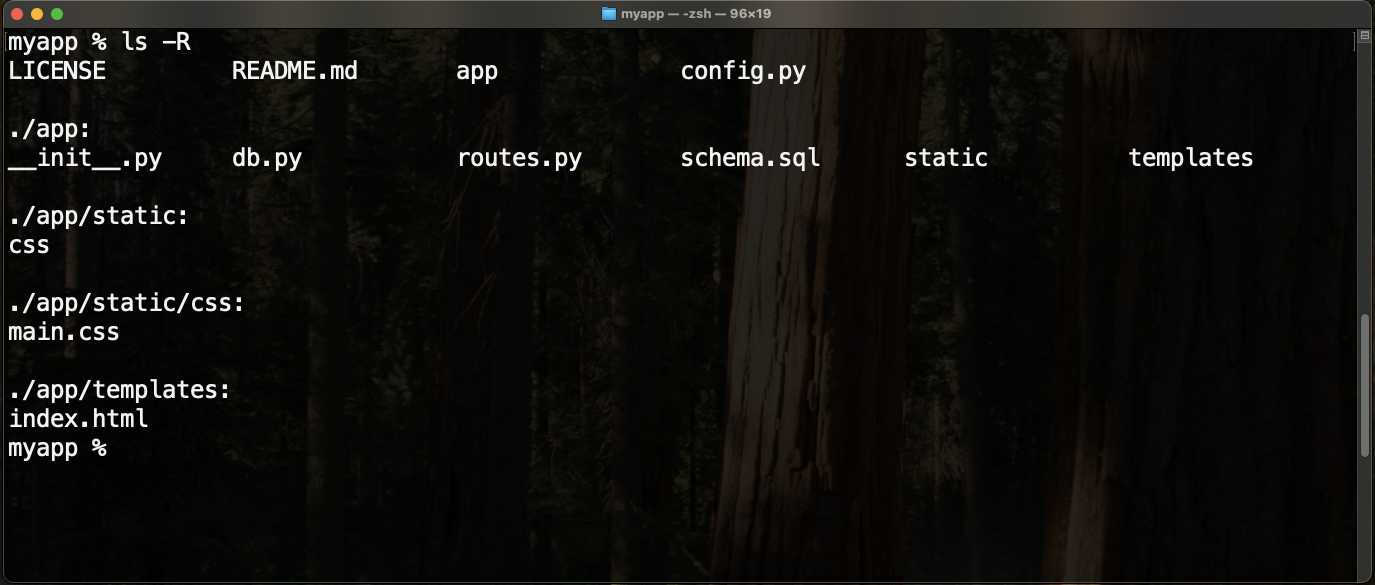 myapp — -zsh — 96×19
myapp % ls -R
LICENSE README.md app config.py
./app:
__init__.py db.py routes.py schema.sql static templates
./app/static:
css
./app/static/css:
main.css
./app/templates:
index.html
myapp %